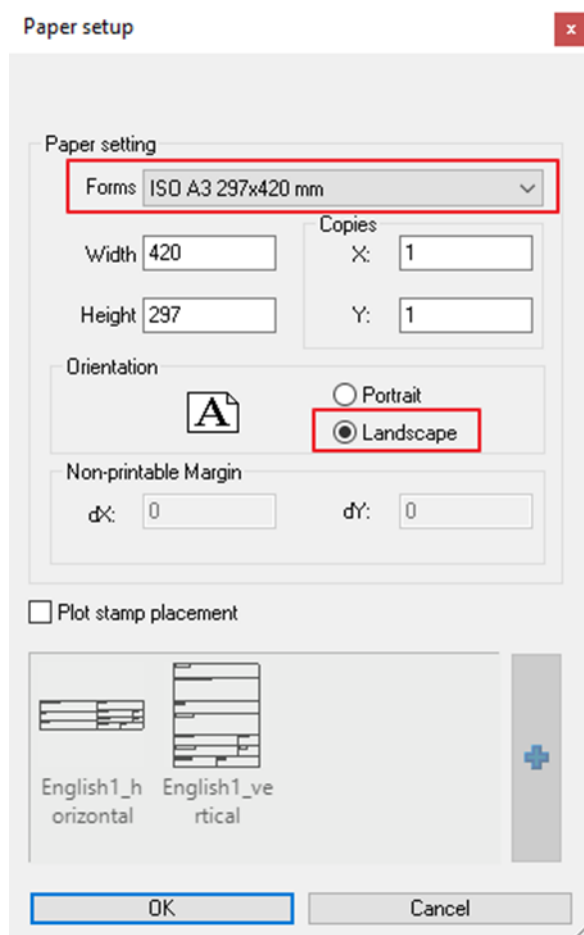 Paper setup
x
Paper setting
Forms ISO A3 297x420 mm
Copies
Width 420 X: 1
Height 297 Y: 1
Orientation
A
Portrait
Landscape
Non-printable Margin
dX: 0 dY: 0
Plot stamp placement
English1_h English1_ve
orizontal rtical
OK Cancel